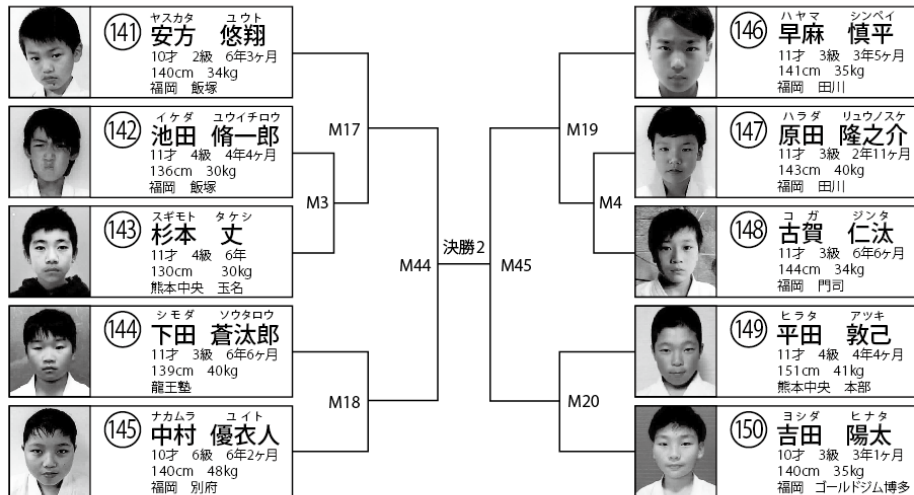 ヤスカタ ユウト
141 安方 悠翔
10才 2級 6年3ヶ月
140cm 34kg
福岡 飯塚
イケダ ユウイチロウ
142 池田 脩一郎
11才 4級 4年4ヶ月
136cm 30kg
福岡 飯塚
スギモト タケシ
143 杉本 丈
11才 4級 6年
130cm 30kg
熊本中央 玉名
シモダ ソウタロウ
144 下田 蒼汰郎
11才 3級 6年6ヶ月
139cm 40kg
龍王塾
ナカムラ ユイト
145 中村 優衣人
10才 6級 6年2ヶ月
140cm 48kg
福岡 別府
M17
M3
M44
M18
決勝2
M45
M19
M4
M20
ハヤマ シンペイ
146 早麻 慎平
11才 3級 3年5ヶ月
141cm 35kg
福岡 田川
ハラダ リュウノスケ
147 原田 隆之介
11才 3級 2年11ヶ月
143cm 40kg
福岡 田川
コガ ジンタ
148 古賀 仁汰
11才 3級 6年6ヶ月
144cm 34kg
福岡 門司
ヒラタ アツキ
149 平田 敦己
11才 4級 4年4ヶ月
151cm 41kg
熊本中央 本部
ヨシダ ヒナタ
150 吉田 陽太
10才 3級 3年1ヶ月
140cm 35kg
福岡 ゴールドジム博多